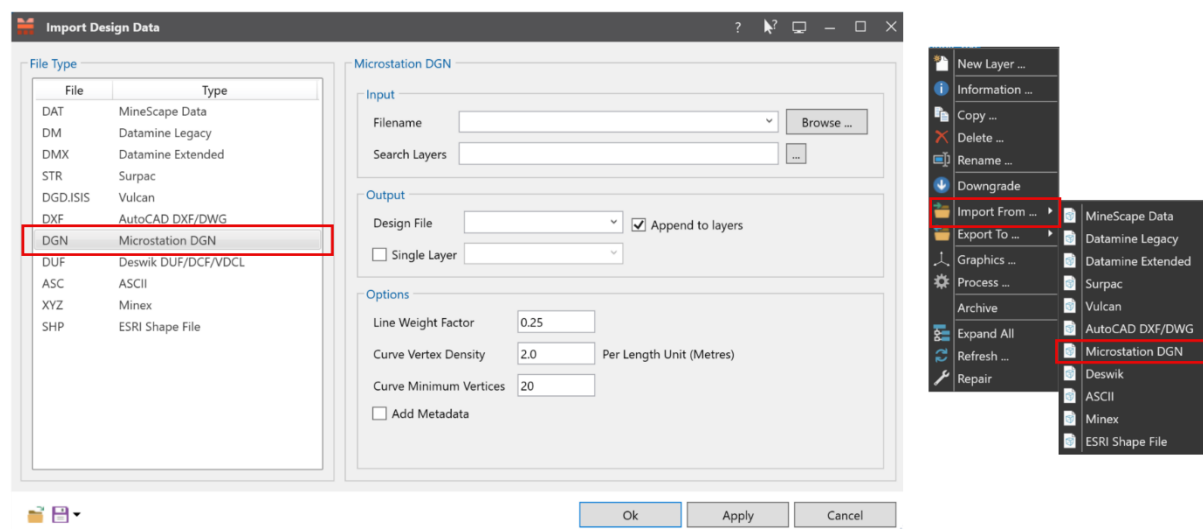 Import Design Data
?
?
File Type
File Type
DAT MineScape Data
DM Datamine Legacy
DMX Datamine Extended
STR Surpac
DGD.ISIS Vulcan
DXF AutoCAD DXF/DWG
DGN Microstation DGN
DUF Deswik DUF/DCF/VDCL
ASC ASCII
XYZ Minex
SHP ESRI Shape File
Microstation DGN
Input
Filename Browse ...
Search Layers ...
Output
Design File Append to layers
Single Layer
Options
Line Weight Factor 0.25
Curve Vertex Density 2.0 Per Length Unit (Metres)
Curve Minimum Vertices 20
Add Metadata
Ok Apply Cancel
New Layer ...
Information ...
Copy ...
Delete ...
Rename ...
Downgrade
Import From ...
Export To ...
Graphics ...
Process ...
Archive
Expand All
Refresh ...
Repair
MineScape Data
Datamine Legacy
Datamine Extended
Surpac
Vulcan
AutoCAD DXF/DWG
Microstation DGN
Deswik
ASCII
Minex
ESRI Shape File